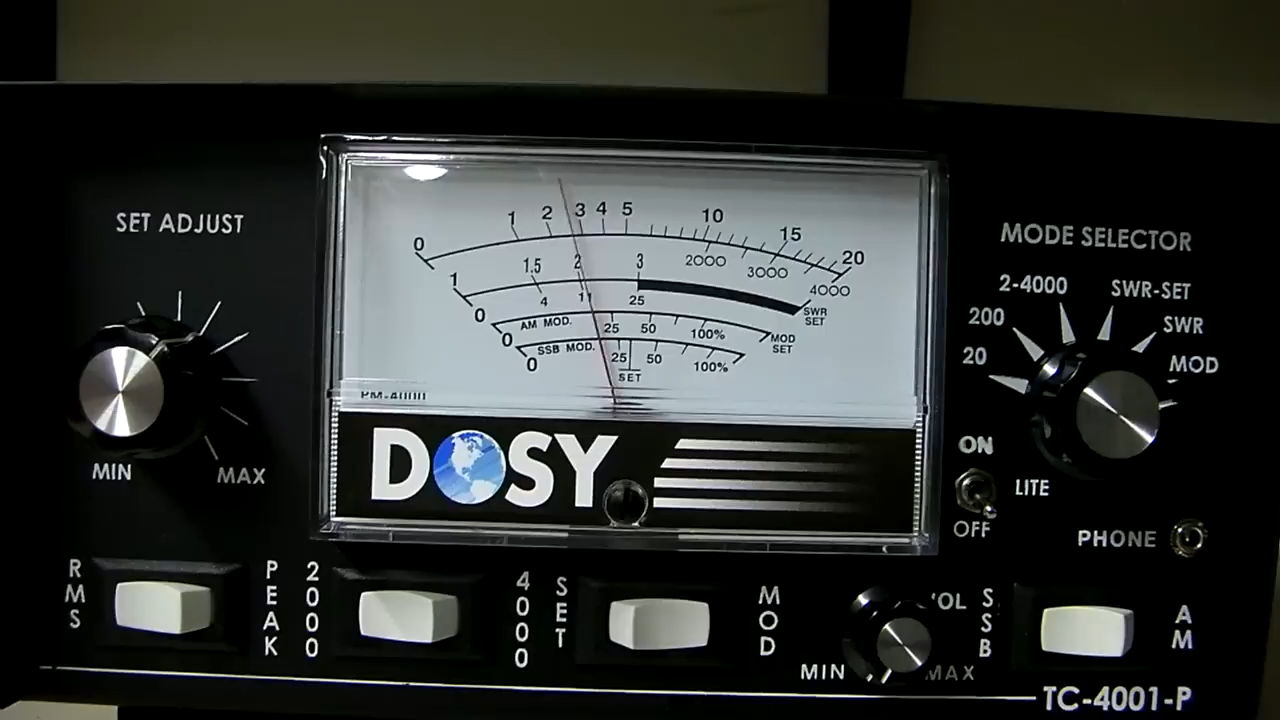 SET ADJUST
MIN
MAX
0 1 2 3 4 5 10 15 20
2000 3000 4000
1 1.5 2 3
SWR SET
0 4 11 25
AM MOD.
0 25 50 100%
MOD SET
SSB MOD.
0 25 50 100%
SET
PM-4000
DOSY
MODE SELECTOR
20
200
2-4000
SWR-SET
SWR
MOD
ON
OFF
LITE
PHONE
RMS
PEAK
2000
4000
SET
MOD
VOL
MIN
MAX
SSB
AM
TC-4001-P